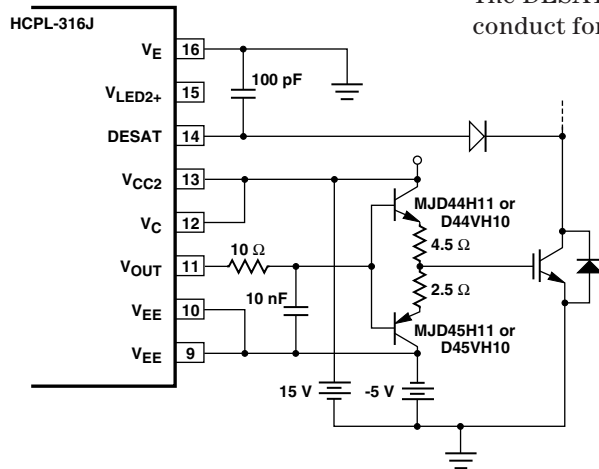 The DESAT
conduct for
HCPL-316J
VE 16
VLED2+ 15
DESAT 14
VCC2 13
VC 12
VOUT 11
VEE 10
VEE 9
100 pF
MJD44H11 or
D44VH10
4.5 Ω
10 Ω
2.5 Ω
10 nF
MJD45H11 or
D45VH10
15 V
-5 V